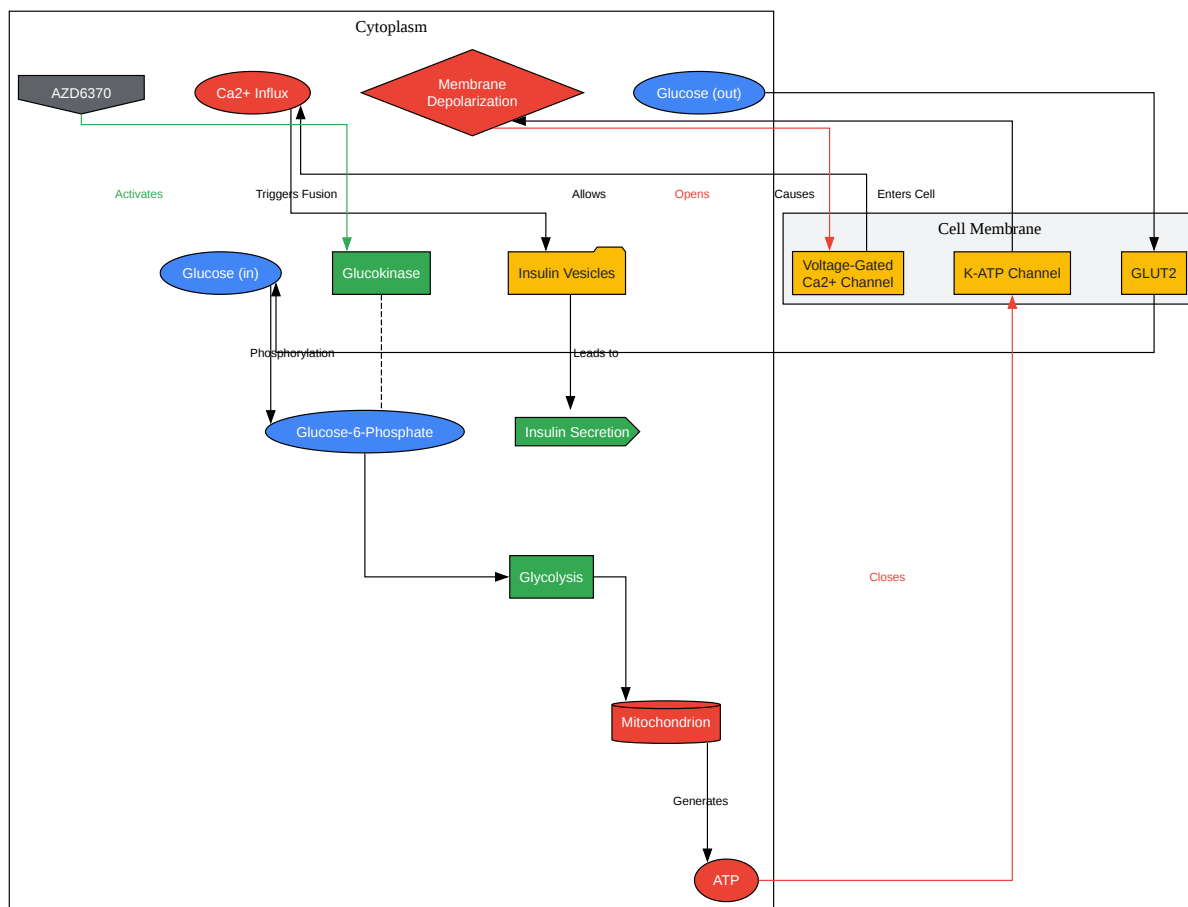 Cytoplasm
AZD6370
Ca2+ Influx
Membrane
Depolarization
Glucose (out)
Activates
Triggers Fusion
Allows
Opens
Causes
Enters Cell
Cell Membrane
Glucose (in)
Glucokinase
Insulin Vesicles
Voltage-Gated
Ca2+ Channel
K-ATP Channel
GLUT2
Phosphorylation
Leads to
Glucose-6-Phosphate
Insulin Secretion
Glycolysis
Closes
Mitochondrion
Generates
ATP